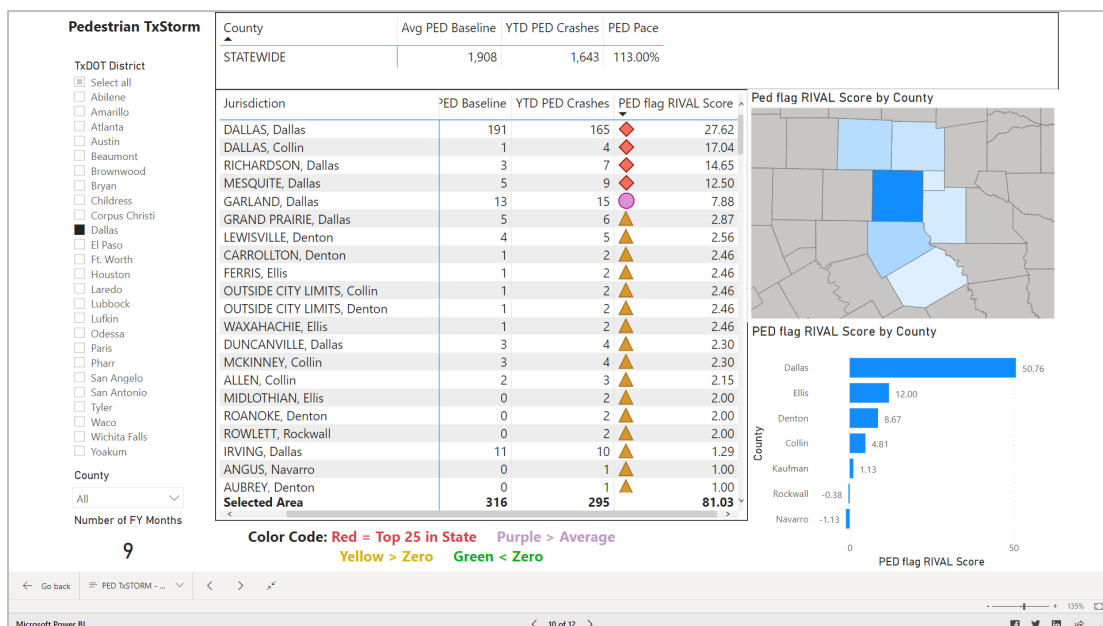 Pedestrian TxStorm
County Avg PED Baseline YTD PED Crashes PED Pace
STATEWIDE 1,908 1,643 113.00%
TxDOT District
Select all
Abilene
Amarillo
Atlanta
Austin
Beaumont
Brownwood
Bryan
Childress
Corpus Christi
Dallas
El Paso
Ft. Worth
Houston
Laredo
Lubbock
Lufkin
Odessa
Paris
Pharr
San Angelo
San Antonio
Tyler
Waco
Wichita Falls
Yoakum
County
All
Number of FY Months
9
Jurisdiction PED Baseline YTD PED Crashes PED flag RIVAL Score
DALLAS, Dallas 191 165 27.62
DALLAS, Collin 1 4 17.04
RICHARDSON, Dallas 3 7 14.65
MESQUITE, Dallas 5 9 12.50
GARLAND, Dallas 13 15 7.88
GRAND PRAIRIE, Dallas 5 6 2.87
LEWISVILLE, Denton 4 5 2.56
CARROLLTON, Denton 1 2 2.46
FERRIS, Ellis 1 2 2.46
OUTSIDE CITY LIMITS, Collin 1 2 2.46
OUTSIDE CITY LIMITS, Denton 1 2 2.46
WAXAHACHIE, Ellis 1 2 2.46
DUNCANVILLE, Dallas 3 4 2.30
MCKINNEY, Collin 3 4 2.30
ALLEN, Collin 2 3 2.15
MIDLOTHIAN, Ellis 0 2 2.00
ROANOKE, Denton 0 2 2.00
ROWLETT, Rockwall 0 2 2.00
IRVING, Dallas 11 10 1.29
ANGUS, Navarro 0 1 1.00
AUBREY, Denton 0 1 1.00
Selected Area 316 295 81.03
Ped flag RIVAL Score by County
PED flag RIVAL Score by County
County
Dallas 50.76
Ellis 12.00
Denton 8.67
Collin 4.81
Kaufman 1.13
Rockwall -0.38
Navarro -1.13
0 50
PED flag RIVAL Score
Color Code: Red = Top 25 in State Purple > Average
Yellow > Zero Green < Zero
Go back PED TxSTORM - ...
135%
Microsoft Power BI 10 of 12